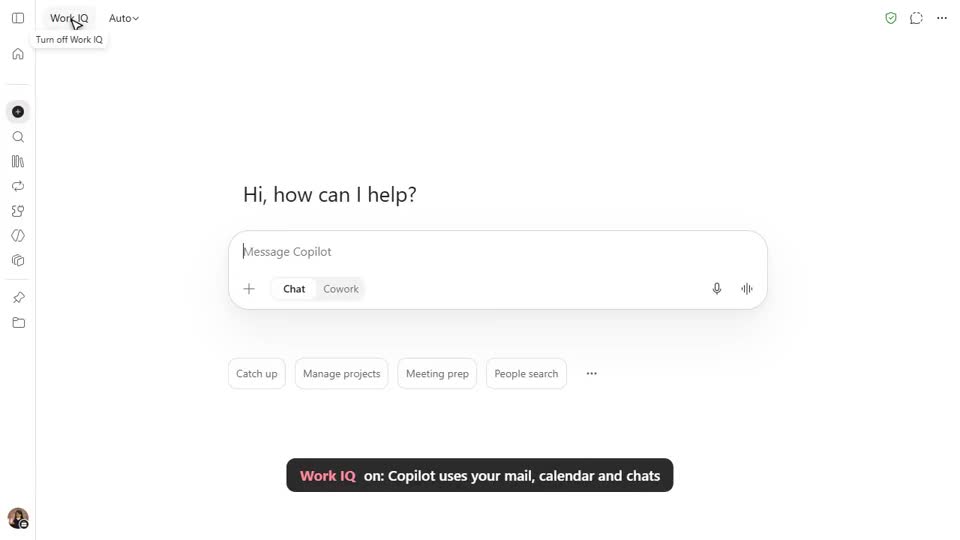 Work IQ
Auto
Turn off Work IQ
Hi, how can I help?
Message Copilot
Chat
Cowork
Catch up
Manage projects
Meeting prep
People search
Work IQ on: Copilot uses your mail, calendar and chats